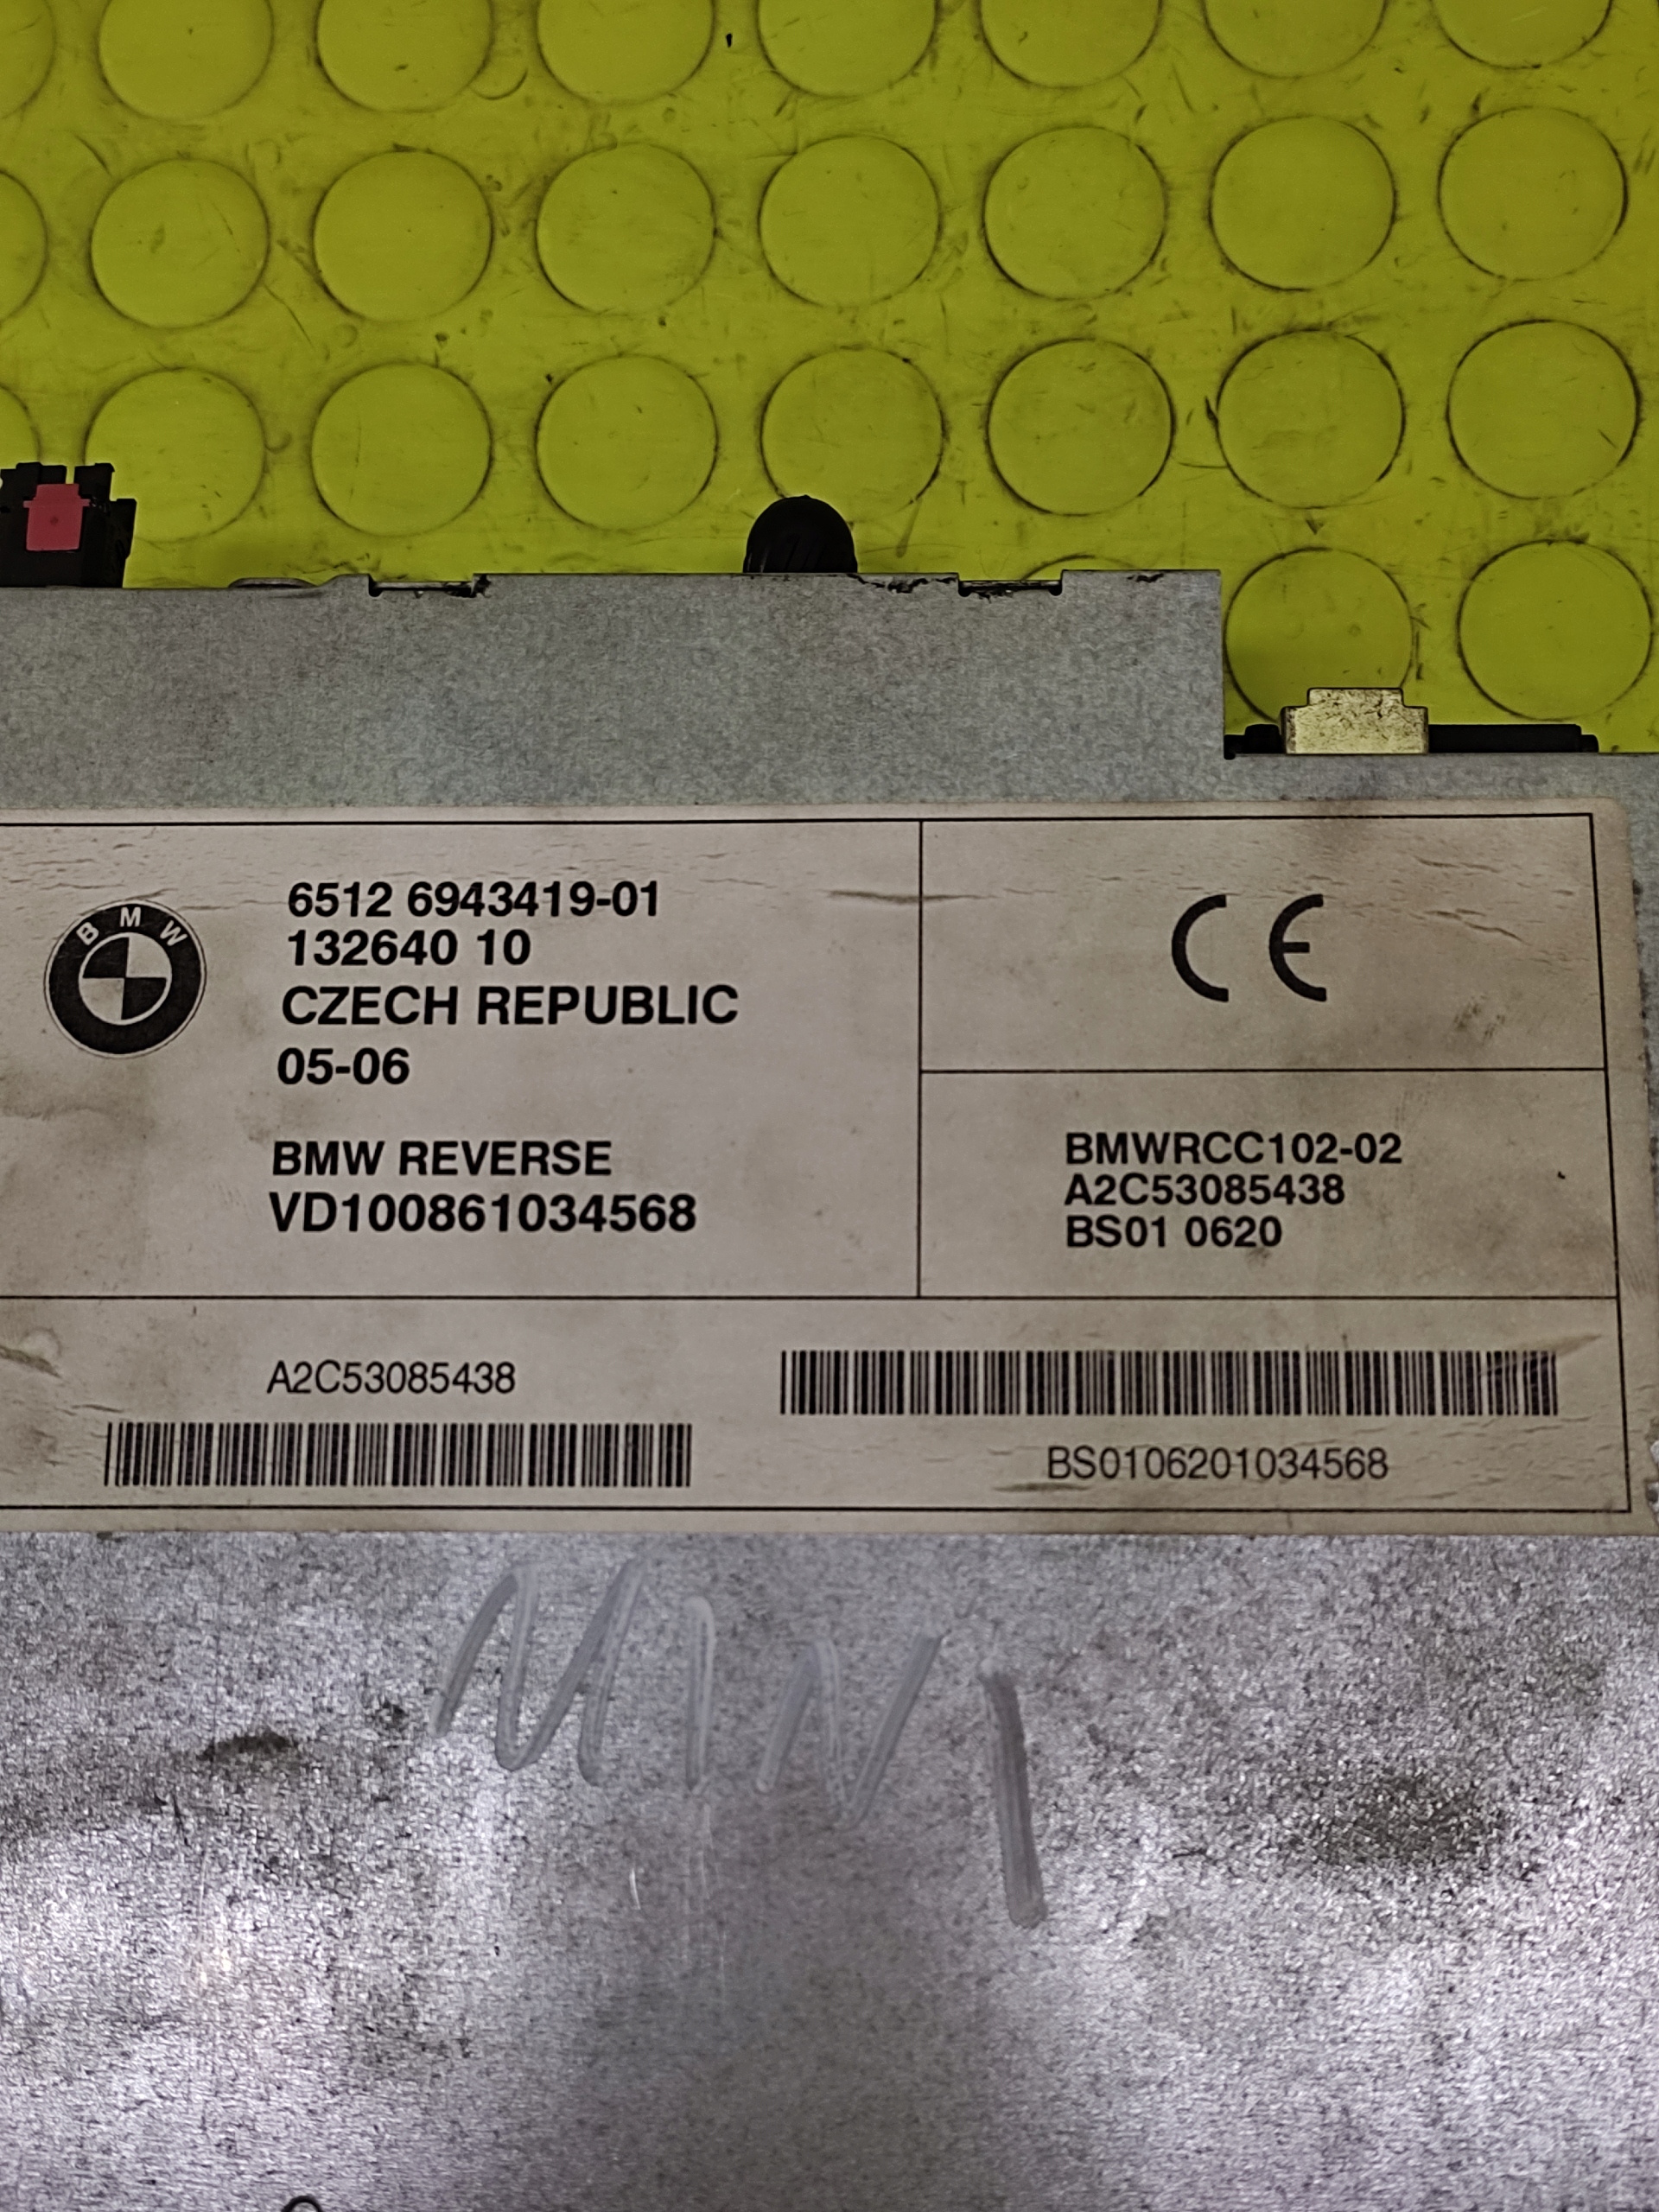 BMW
6512 6943419-01
132640 10
CZECH REPUBLIC
05-06
BMW REVERSE
VD100861034568
CE
BMWRCC102-02
A2C53085438
BS01 0620
A2C53085438
BS0106201034568
MINI